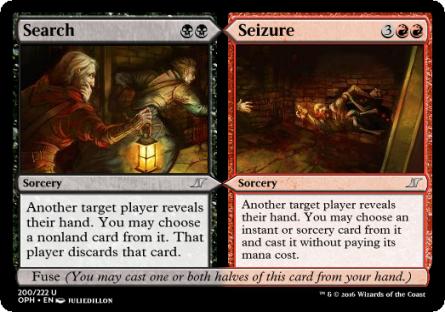 Search
Seizure 3
Sorcery
Another target player reveals
their hand. You may choose
a nonland card from it. That
player discards that card.
Sorcery
Another target player reveals
their hand. You may choose an
instant or sorcery card from it
and cast it without paying its
mana cost.
Fuse (You may cast one or both halves of this card from your hand.)
200/222 U
OPH • EN JULIEDILLON
™ & © 2016 Wizards of the Coast